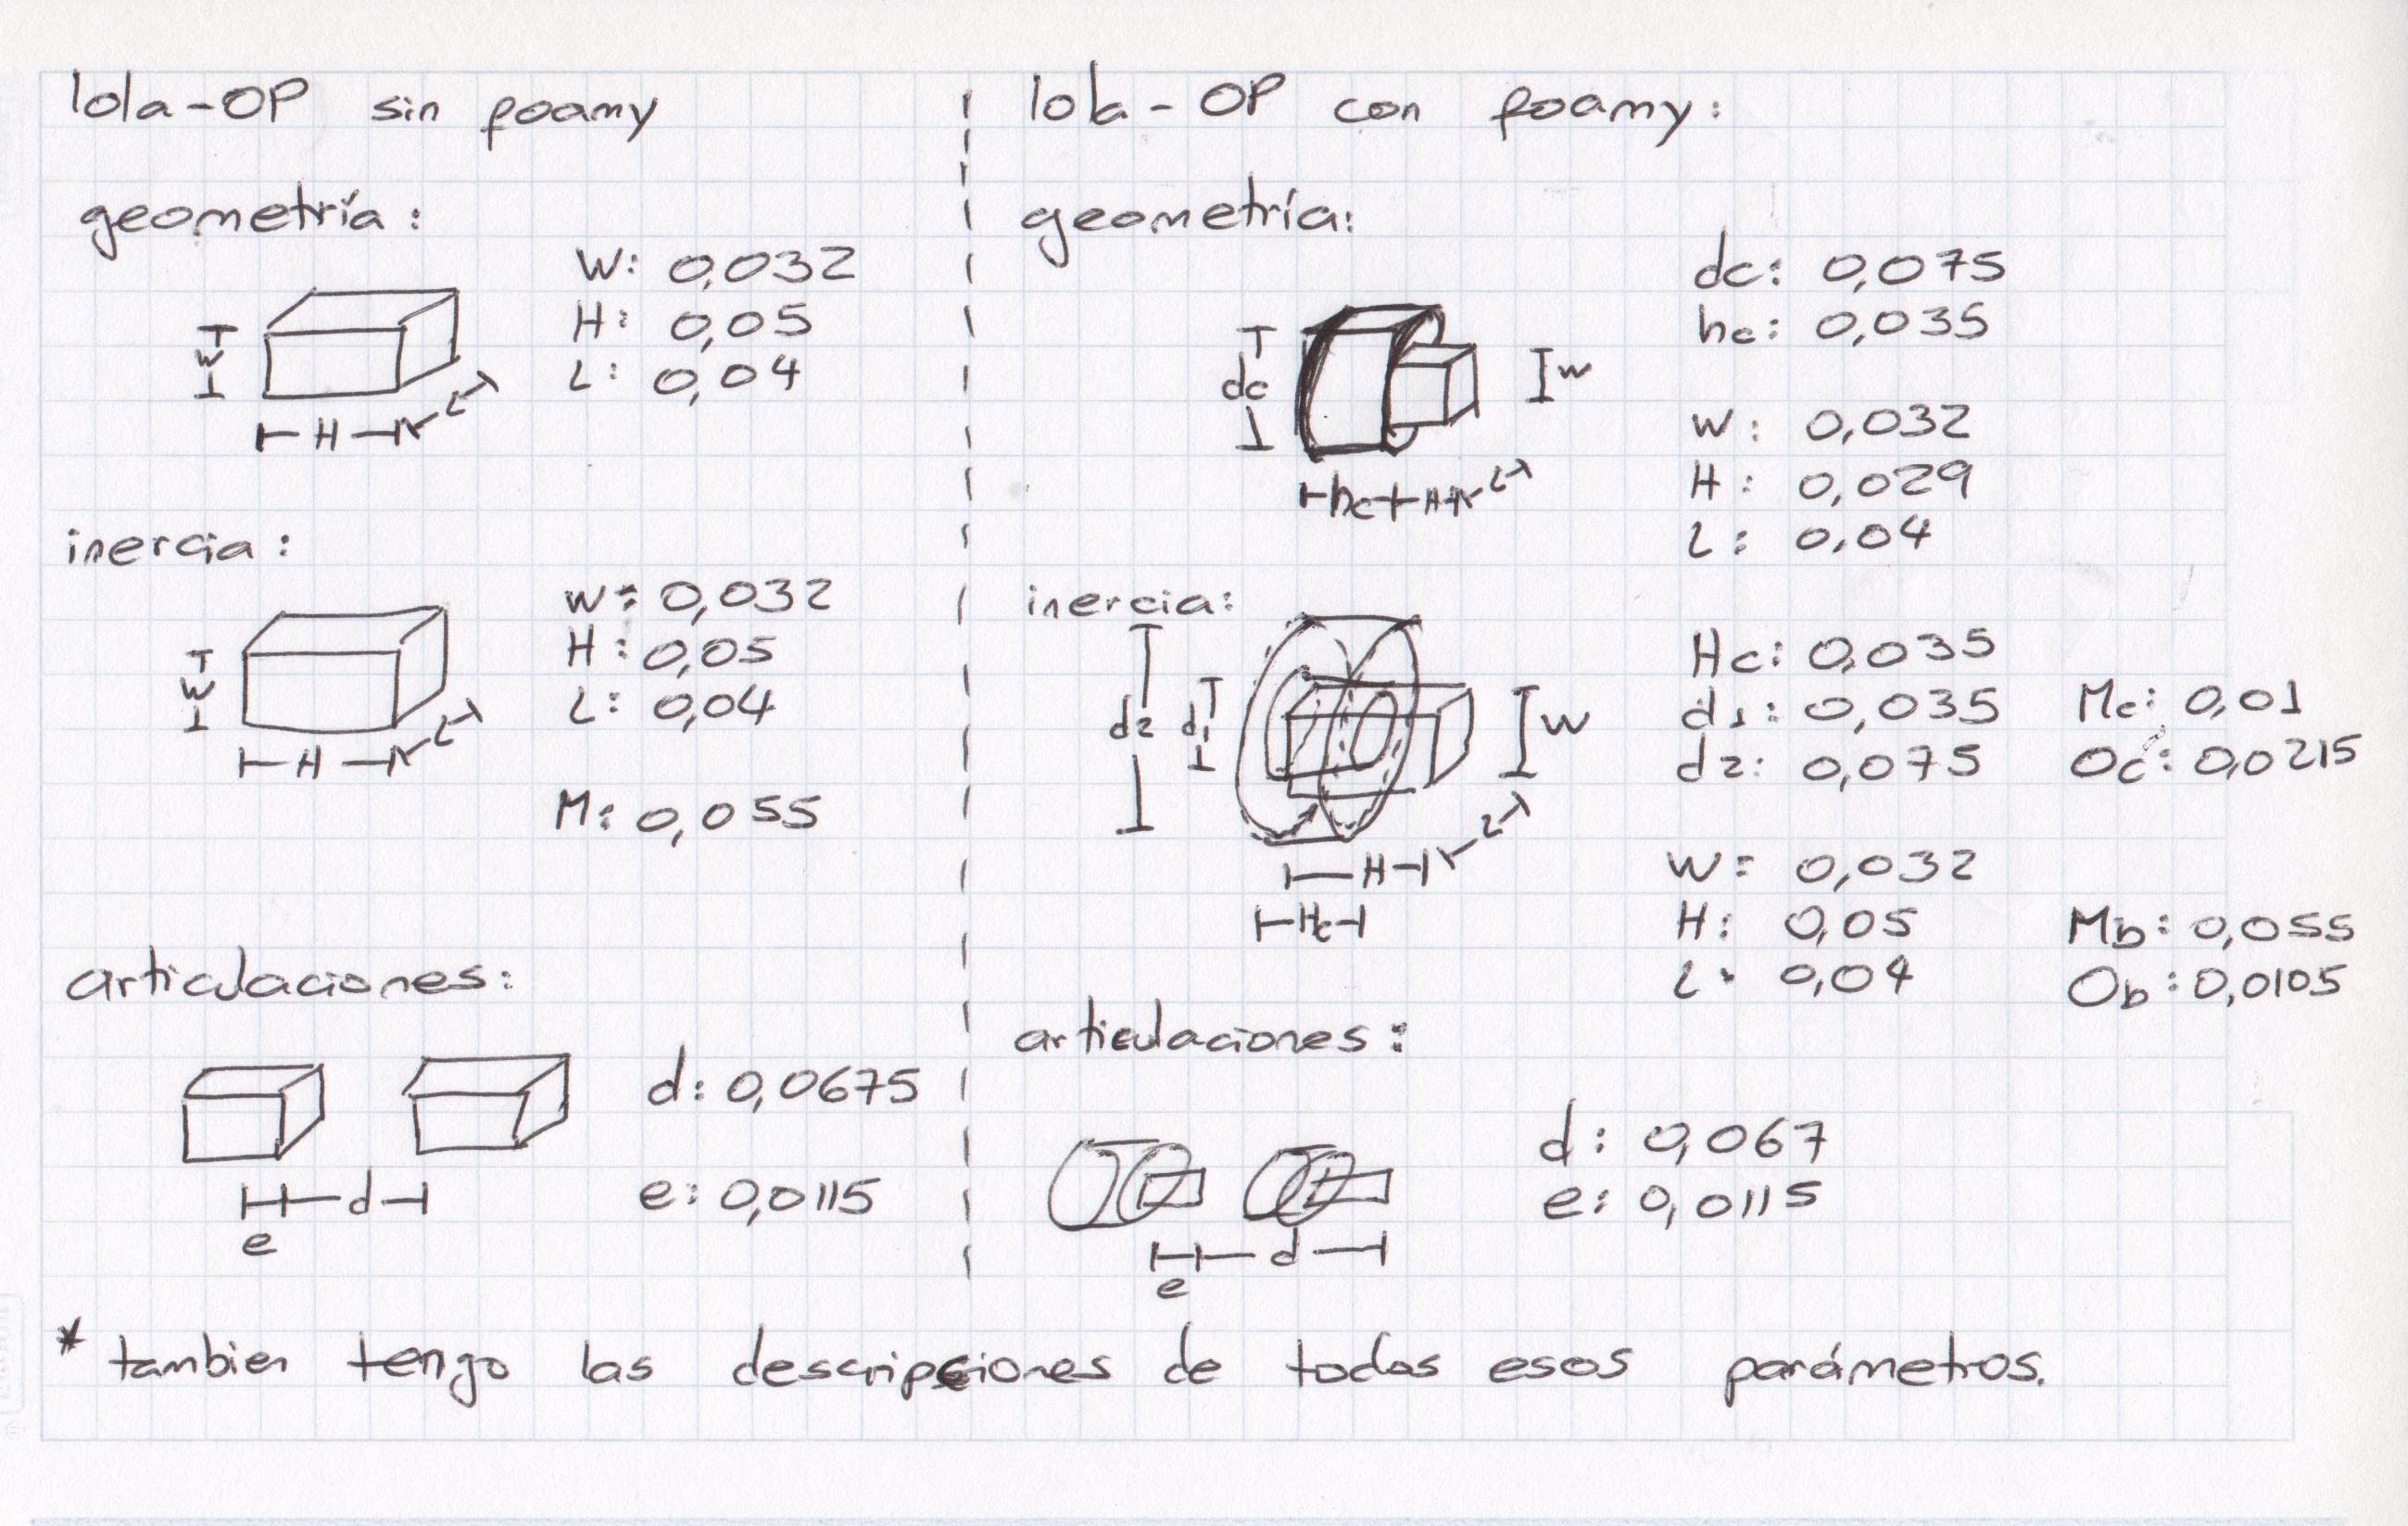 lola-OP sin foamy
geometría:
W: 0,032
H: 0,05
L: 0,04
W
H
L
inercia:
W: 0,032
H: 0,05
L: 0,04
W
H
L
M: 0,055
articulaciones:
d: 0,0675
e: 0,0115
d
e
lola-OP con foamy:
geometría:
dc: 0,075
hc: 0,035
dc
w
W: 0,032
H: 0,029
L: 0,04
hc
H
L
inercia:
Hc: 0,035
d1: 0,035
Mc: 0,01
d2: 0,075
Oc: 0,0215
d2
d1
W
L
H
Hc
W: 0,032
H: 0,05
Mb: 0,055
L: 0,04
Ob: 0,0105
articulaciones:
d: 0,067
e: 0,0115
d
e
* tambien tengo las descripciones de todos esos parámetros.